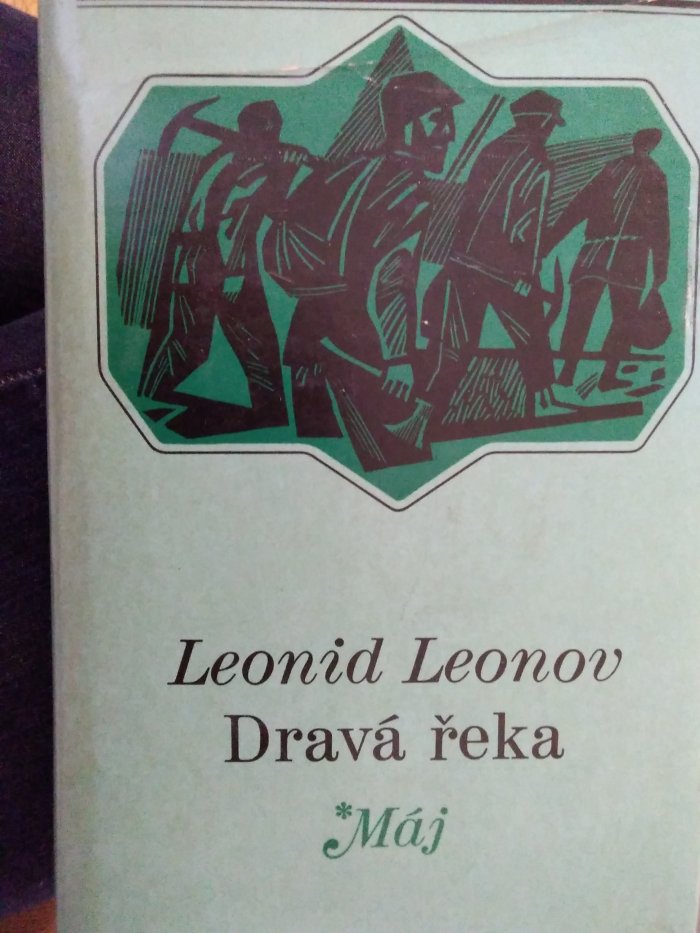 Leonid Leonov
Dravá řeka
*Máj